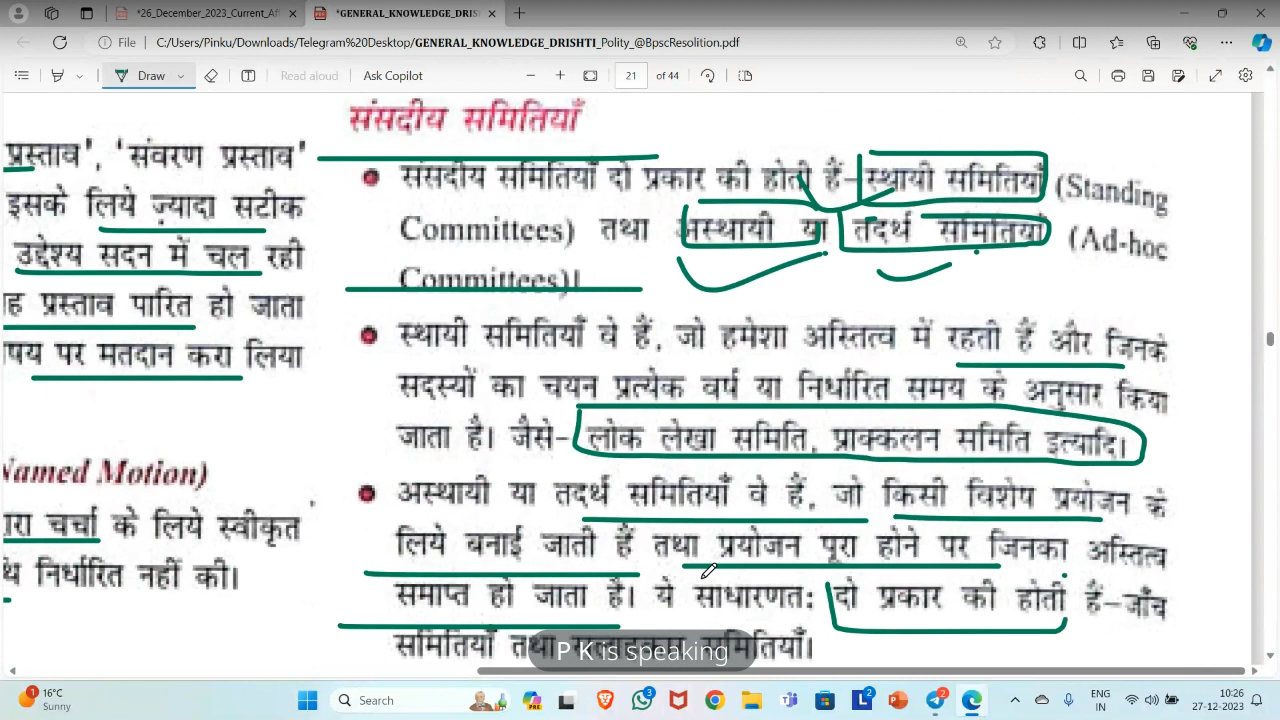 *26_December_2023_Current_Af
*GENERAL_KNOWLEDGE_DRISH
File C:/Users/Pinku/Downloads/Telegram%20Desktop/GENERAL_KNOWLEDGE_DRISHTI_Polity_@BpscResolition.pdf
Draw Read aloud Ask Copilot 21 of 44
प्रस्ताव', 'संवरण प्रस्ताव'
इसके लिये ज़्यादा सटीक
उद्देश्य सदन में चल रही
ह प्रस्ताव पारित हो जाता
षय पर मतदान करा लिया
Named Motion)
रा चर्चा के लिये स्वीकृत
थि निर्धारित नहीं की।
संसदीय समितियाँ
संसदीय समितियाँ दो प्रकार की होती हैं–स्थायी समितियाँ (Standing
Committees) तथा अस्थायी या तदर्थ समितियाँ (Ad-hoc
Committees)।
स्थायी समितियाँ वे हैं, जो हमेशा अस्तित्व में रहती हैं और जिनके
सदस्यों का चयन प्रत्येक वर्ष या निर्धारित समय के अनुसार किया
जाता है। जैसे– लोक लेखा समिति, प्राक्कलन समिति इत्यादि।
अस्थायी या तदर्थ समितियाँ वे हैं, जो किसी विशेष प्रयोजन के
लिये बनाई जाती हैं तथा प्रयोजन पूरा होने पर जिनका अस्तित्व
समाप्त हो जाता है। ये साधारणत: दो प्रकार की होती हैं–जाँच
समितियाँ तथा समितियाँ।
P K is speaking
16°C
Sunny
Search
ENG
IN
10:26
27-12-2023